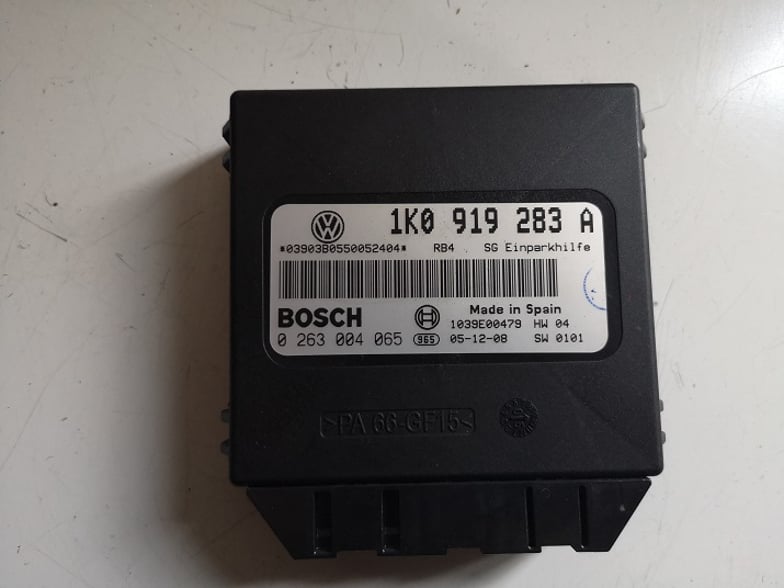 1K0 919 283 A
*03903B0550052404* RB4 SG Einparkhilfe
BOSCH Made in Spain
1039E00479 HW 04
0 263 004 065 965 05-12-08 SW 0101
>PA 66-GF15<